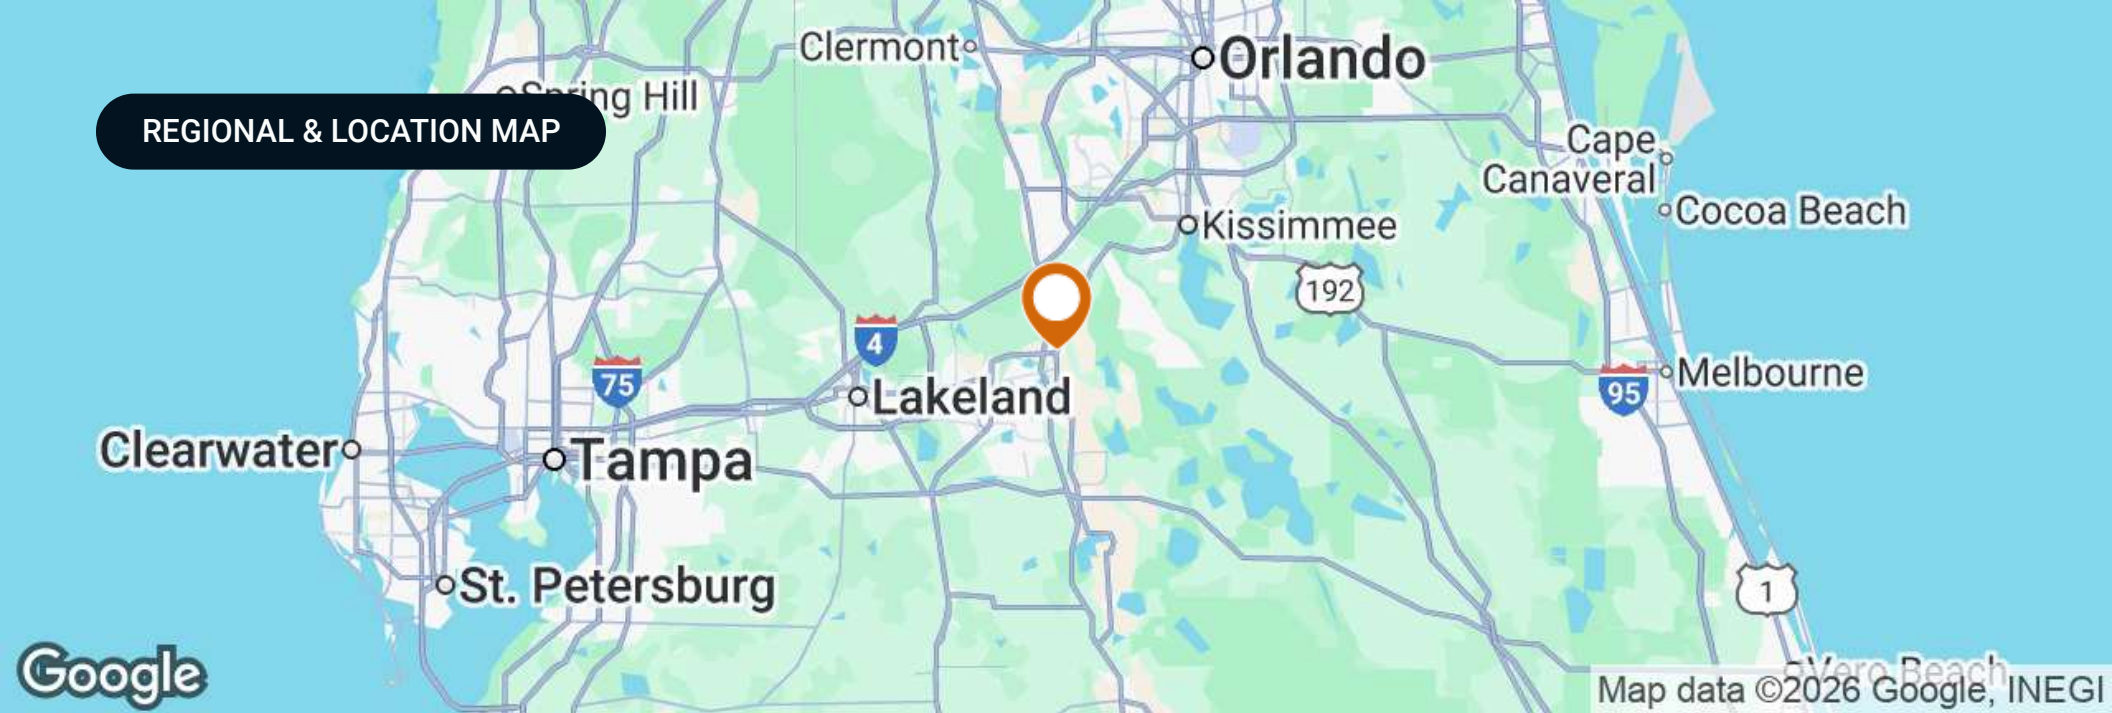 Clermont
Orlando
Spring Hill
REGIONAL & LOCATION MAP
Cape
Canaveral
Cocoa Beach
Kissimmee
192
4
75
Lakeland
Melbourne
95
Clearwater
Tampa
St. Petersburg
1
Vero Beach
Google
Map data ©2026 Google, INEGI